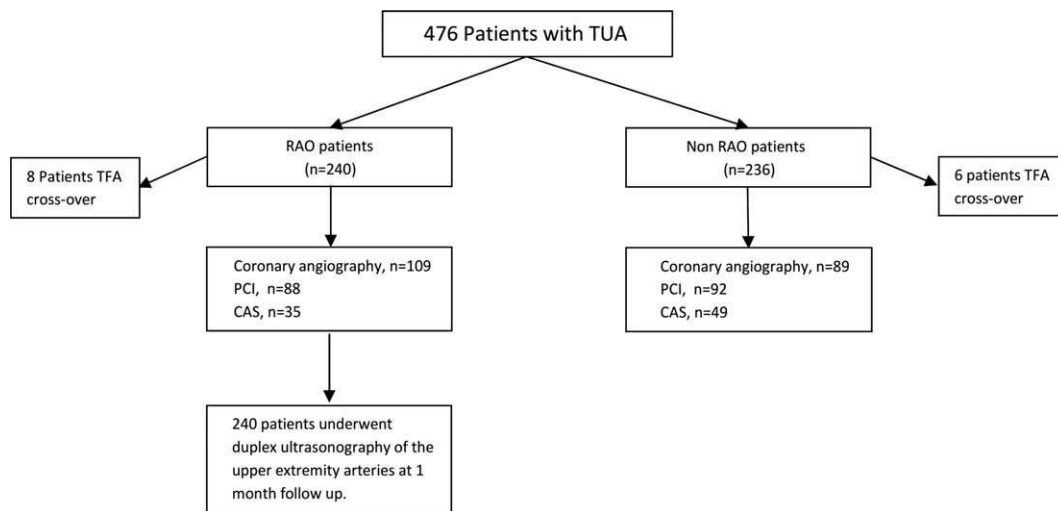 476 Patients with TUA
RAO patients
(n=240)
Non RAO patients
(n=236)
8 Patients TFA
cross-over
6 patients TFA
cross-over
Coronary angiography, n=109
PCI, n=88
CAS, n=35
Coronary angiography, n=89
PCI, n=92
CAS, n=49
240 patients underwent
duplex ultrasonography of the
upper extremity arteries at 1
month follow up.